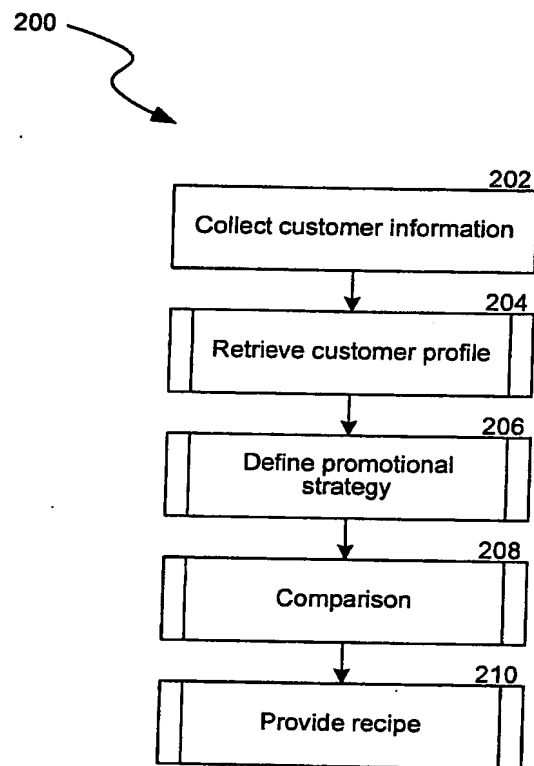 200
202
Collect customer information
204
Retrieve customer profile
206
Define promotional
strategy
208
Comparison
210
Provide recipe